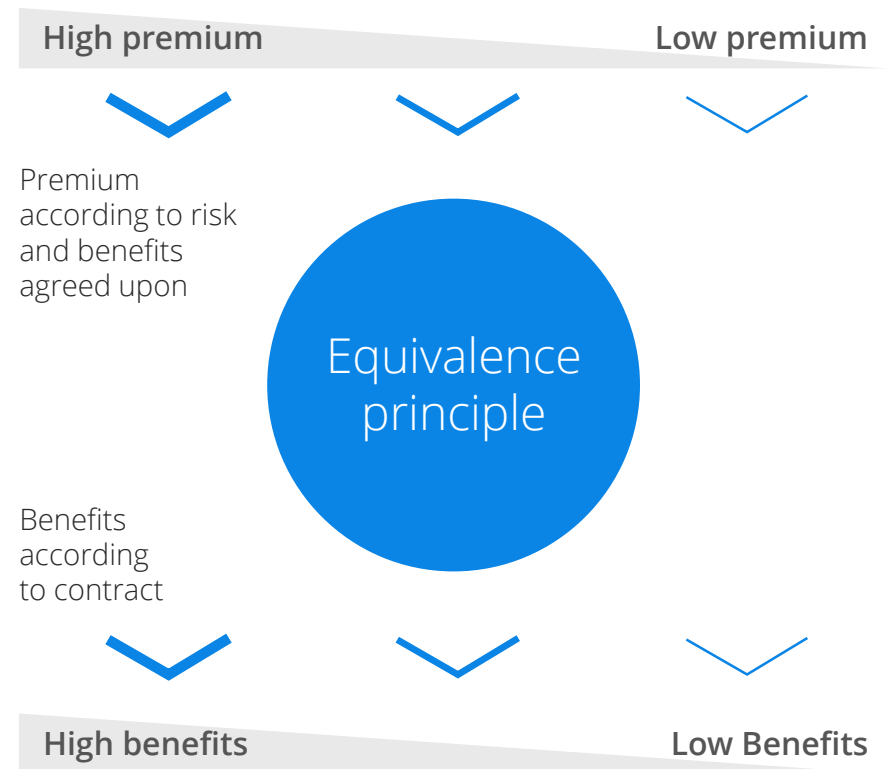 High premium
Low premium
Premium
according to risk
and benefits
agreed upon
Equivalence
principle
Benefits
according
to contract
High benefits
Low Benefits